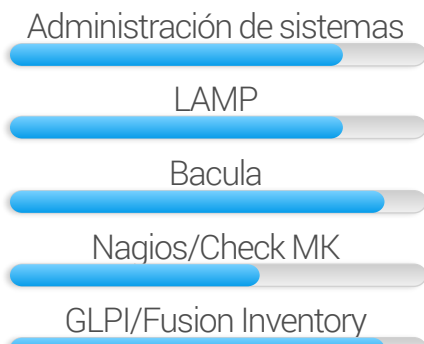 Administración de sistemas
LAMP
Bacula
Nagios/Check MK
GLPI/Fusion Inventory